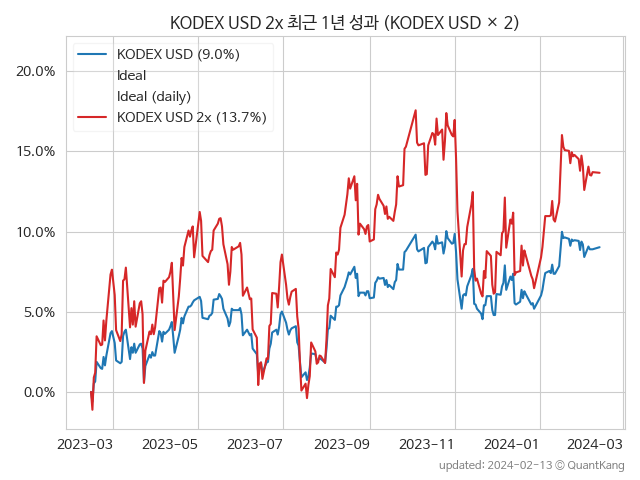 KODEX USD 2x 최근 1년 성과 (KODEX USD × 2)
KODEX USD (9.0%)
Ideal
Ideal (daily)
KODEX USD 2x (13.7%)
20.0%
15.0%
10.0%
5.0%
0.0%
2023-03 2023-05 2023-07 2023-09 2023-11 2024-01 2024-03
updated: 2024-02-13 © QuantKang